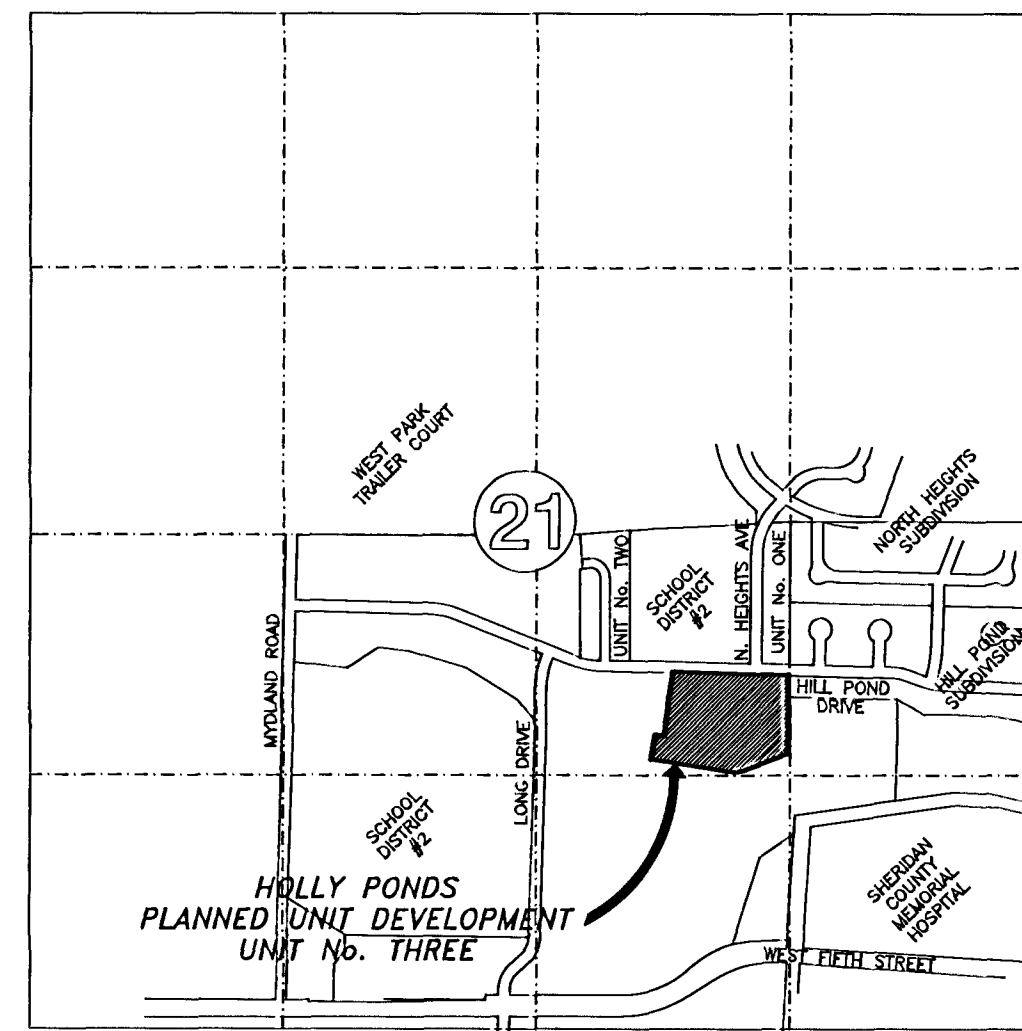 WEST PARK
TRAILER COURT
21
NORTH HEIGHTS
SUBDIVISION
UNIT No. TWO
SCHOOL
DISTRICT
#2
N. HEIGHTS AVE
UNIT No. ONE
MYDLAND ROAD
HILL POND
SUBDIVISION
HILL POND
DRIVE
LONG DRIVE
SCHOOL
DISTRICT
#2
SHERIDAN
COUNTY
MEMORIAL
HOSPITAL
HOLLY PONDS
PLANNED UNIT DEVELOPMENT
UNIT No. THREE
WEST FIFTH STREET